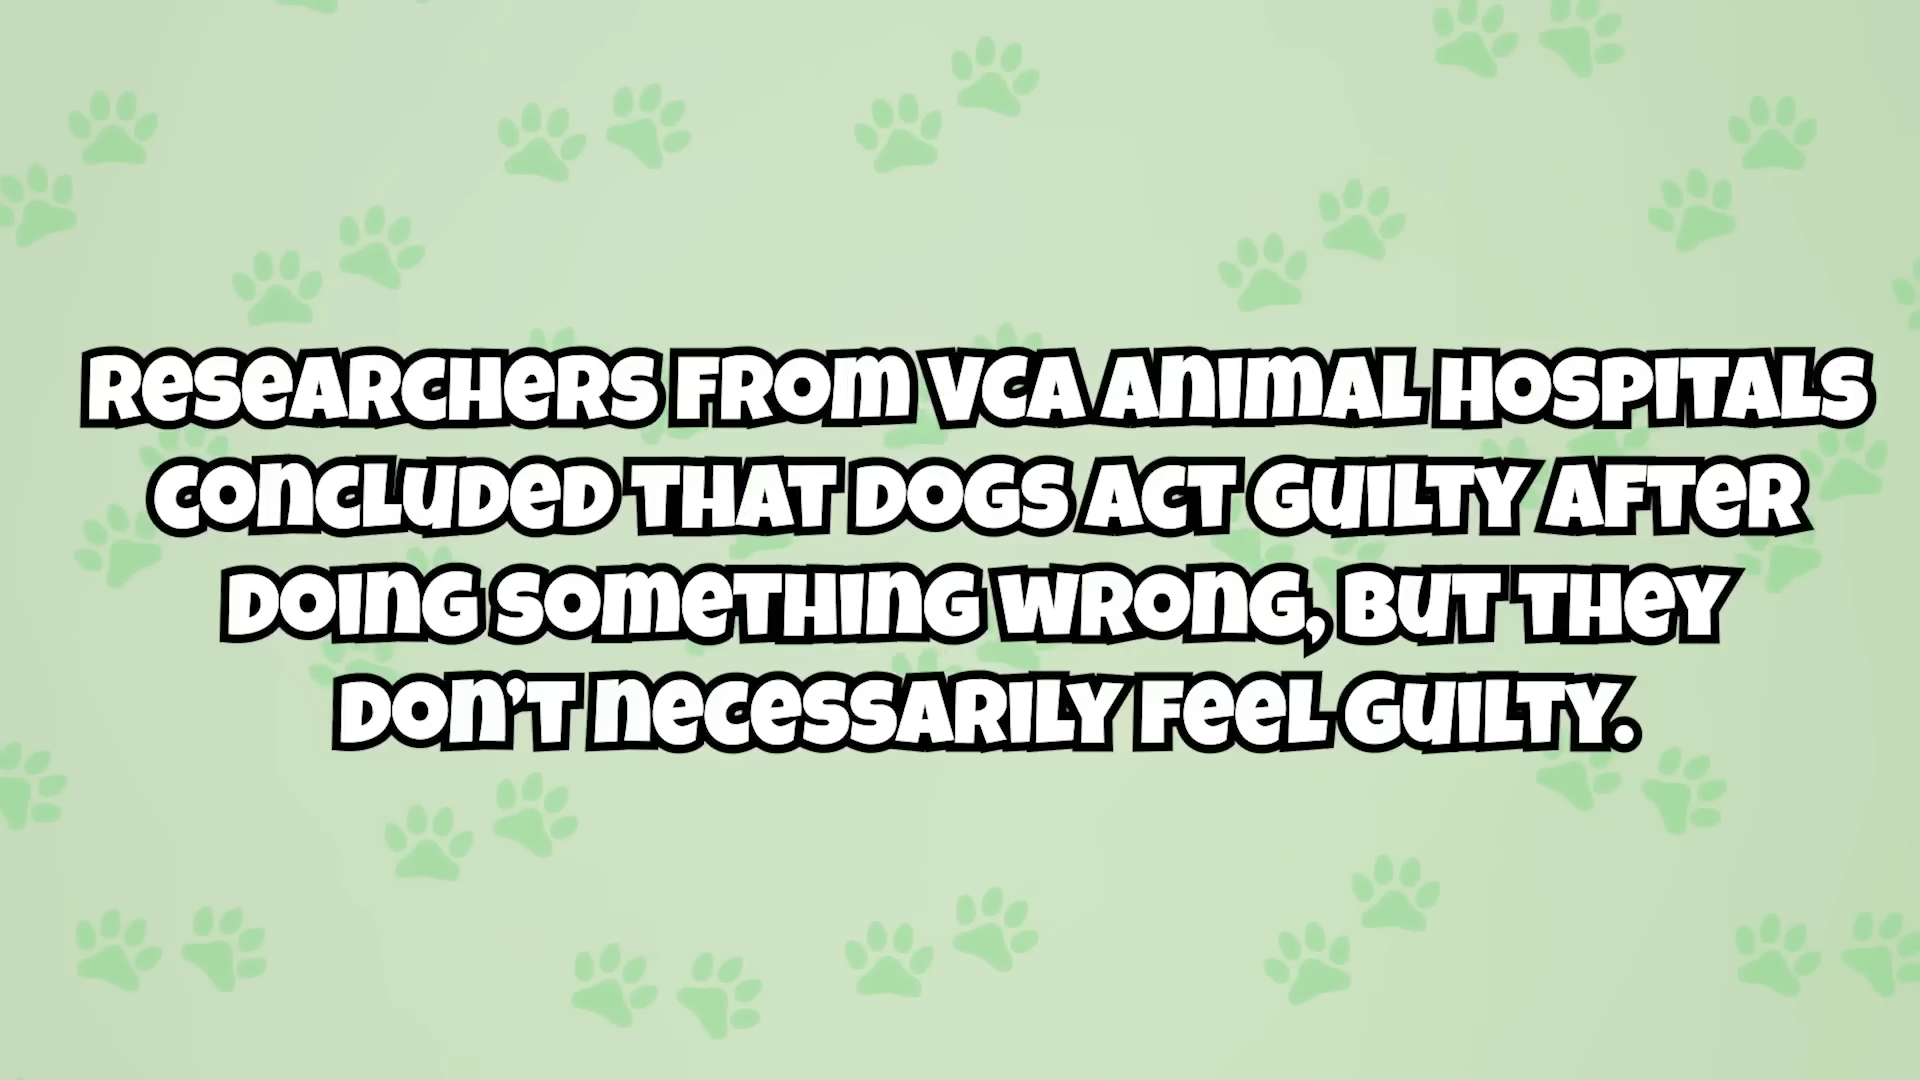 Researchers from VCA Animal Hospitals
concluded that dogs act guilty after
doing something wrong, but they
don’t necessarily feel guilty.